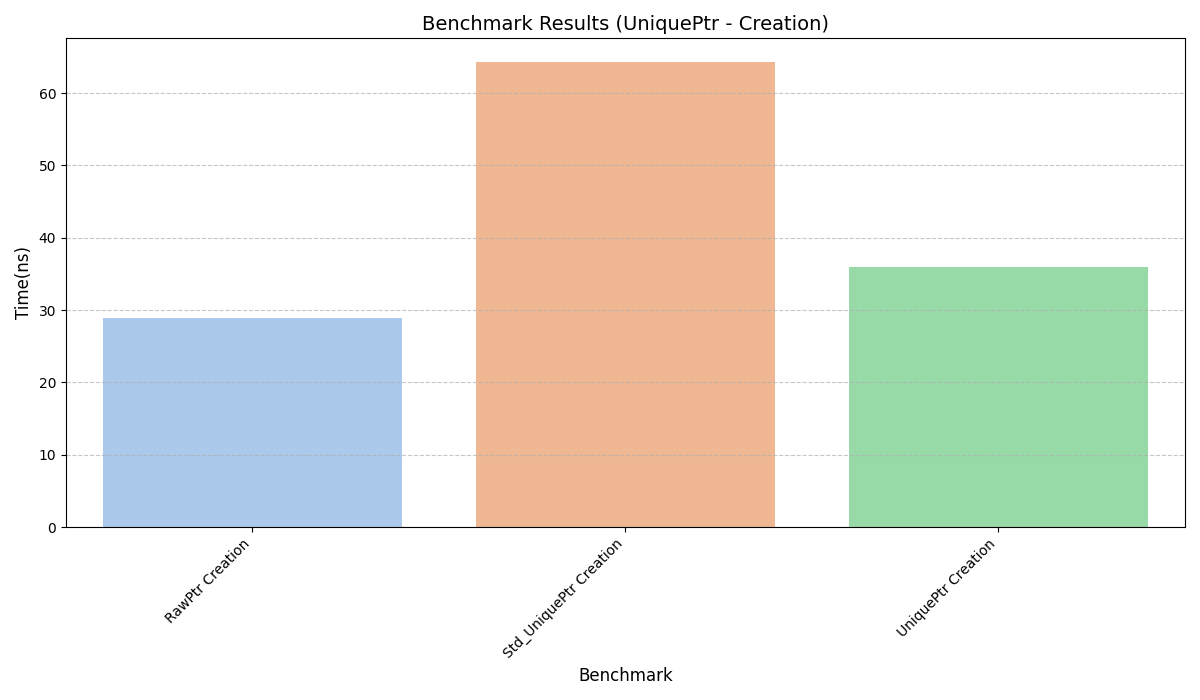 Benchmark Results (UniquePtr - Creation)
Time(ns)
60
50
40
30
20
10
0
RawPtr Creation
Std_UniquePtr Creation
UniquePtr Creation
Benchmark